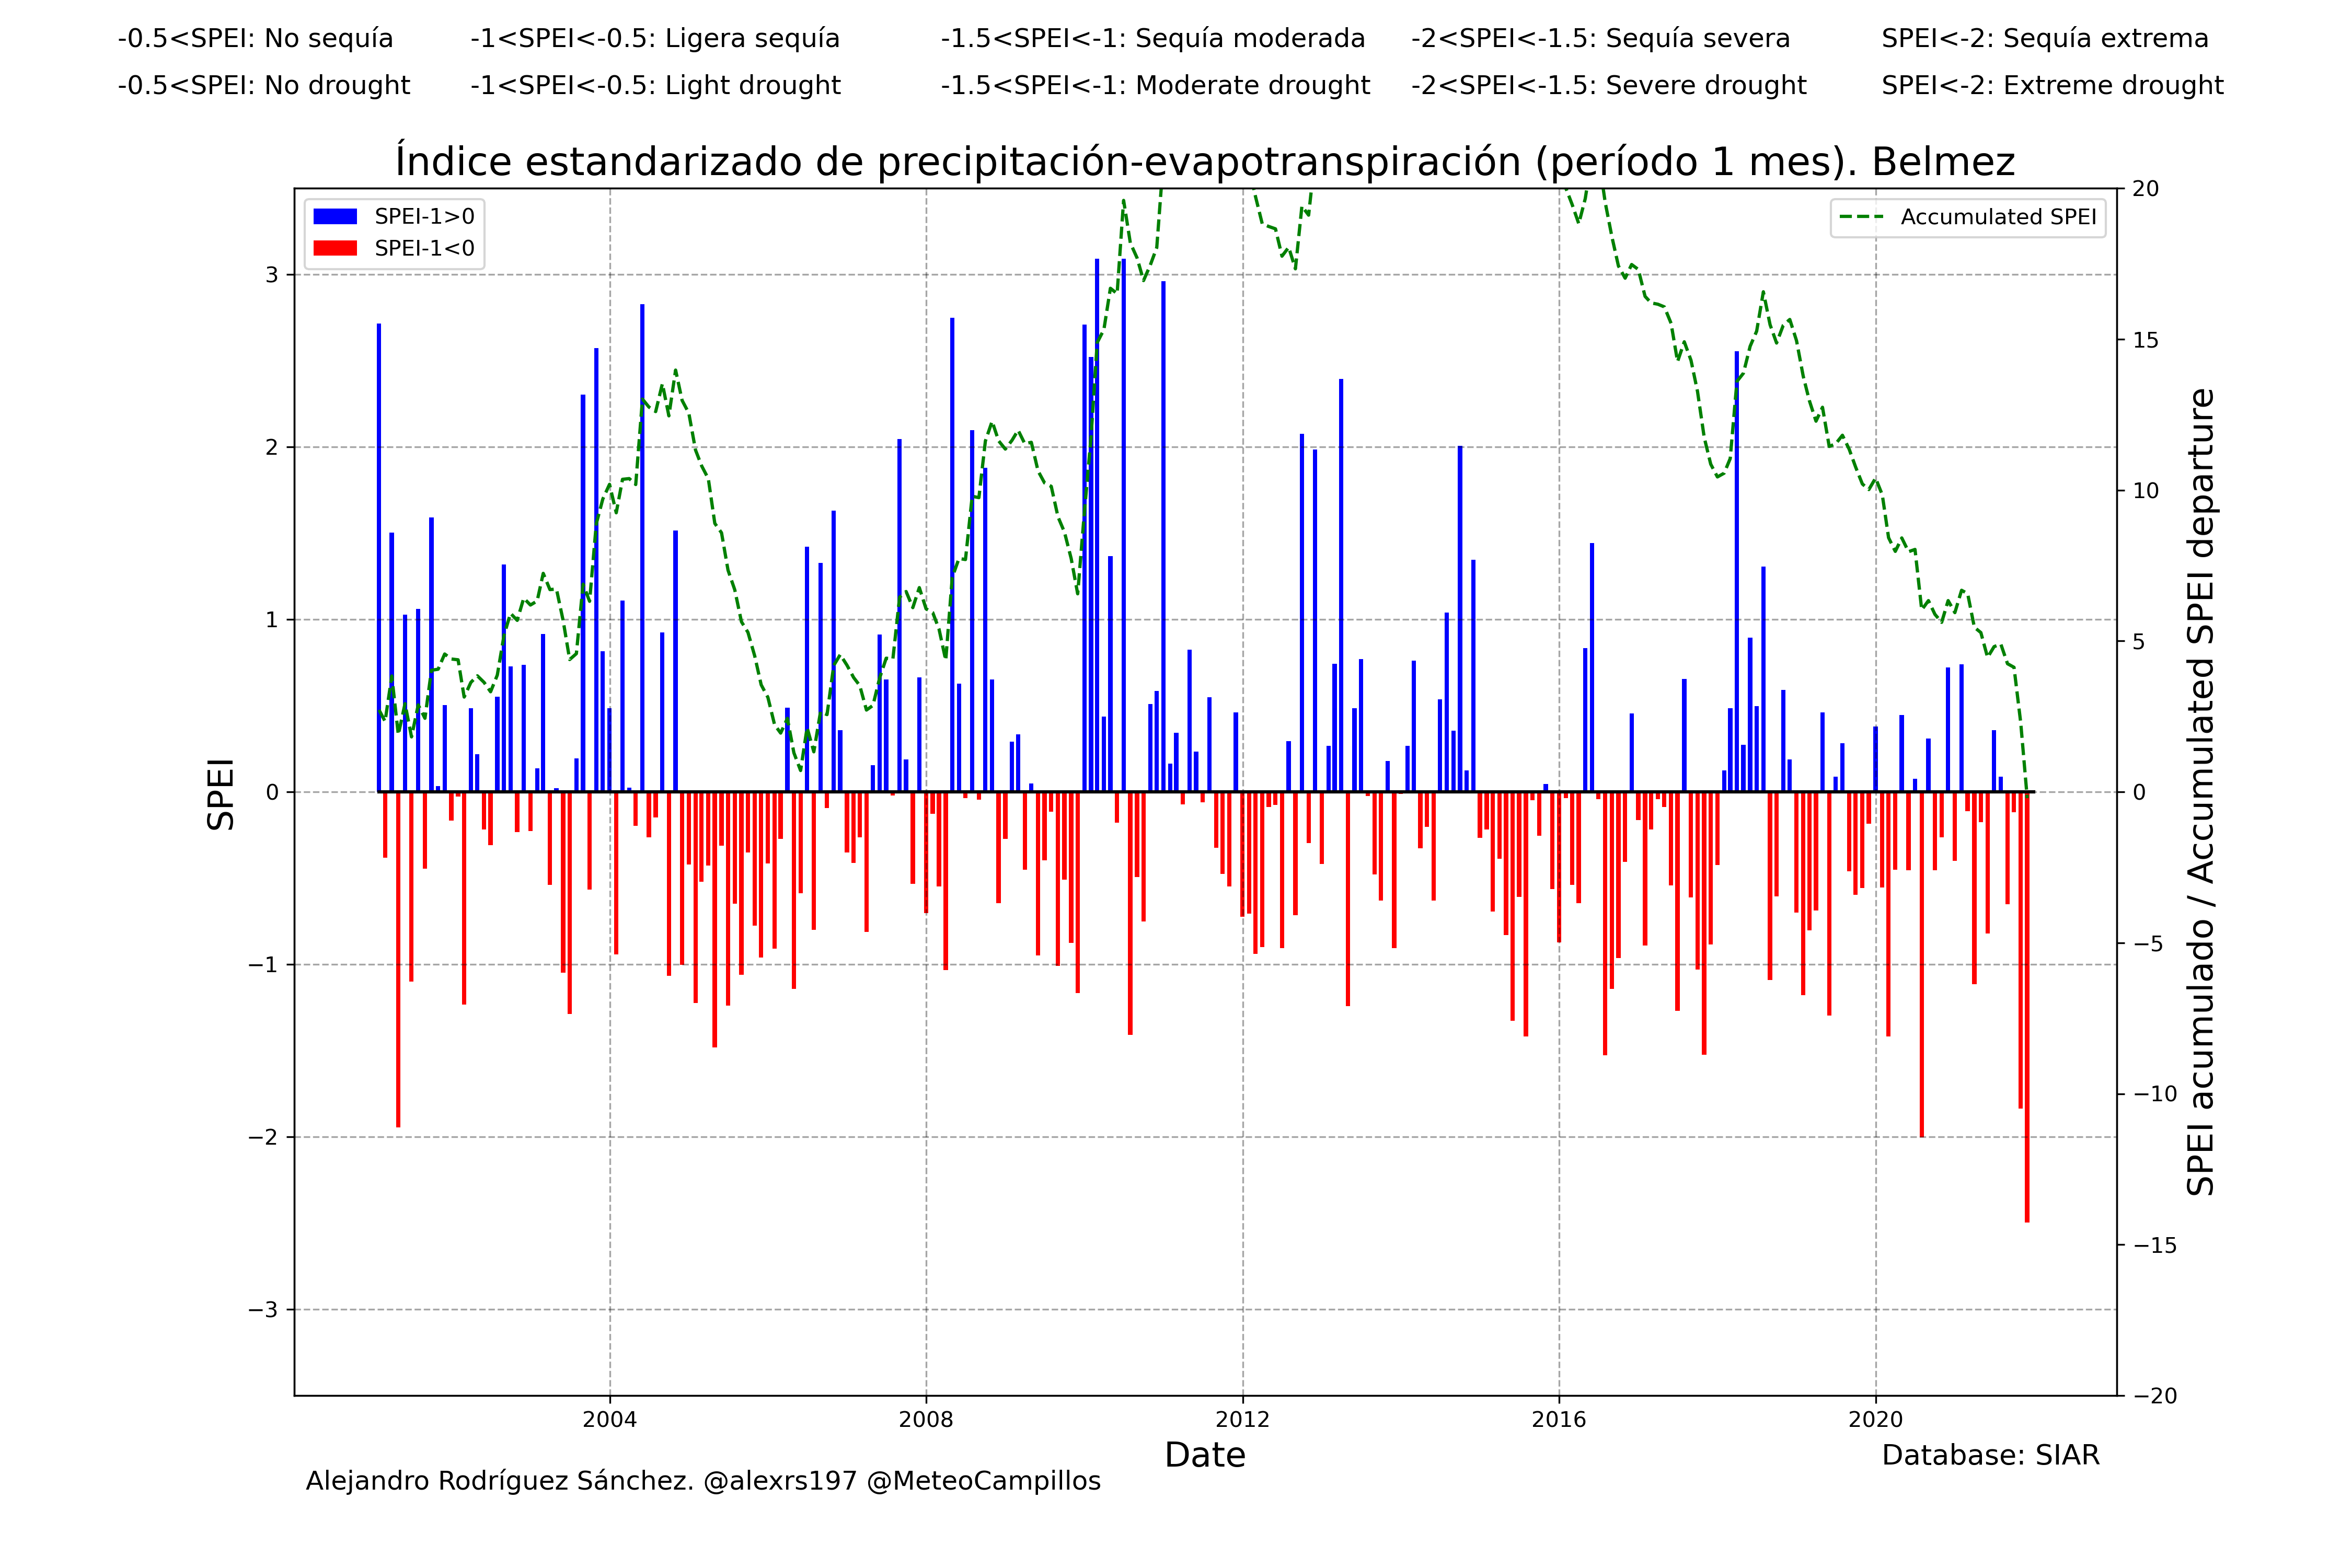 -0.5<SPEI: No sequía -1<SPEI<-0.5: Ligera sequía -1.5<SPEI<-1: Sequía moderada -2<SPEI<-1.5: Sequía severa SPEI<-2: Sequía extrema
-0.5<SPEI: No drought -1<SPEI<-0.5: Light drought -1.5<SPEI<-1: Moderate drought -2<SPEI<-1.5: Severe drought SPEI<-2: Extreme drought
Índice estandarizado de precipitación-evapotranspiración (período 1 mes). Belmez
SPEI-1>0
SPEI-1<0
Accumulated SPEI
SPEI
3
2
1
0
−1
−2
−3
20
15
10
5
0
−5
−10
−15
−20
SPEI acumulado / Accumulated SPEI departure
2004 2008 2012 2016 2020
Date
Database: SIAR
Alejandro Rodríguez Sánchez. @alexrs197 @MeteoCampillos